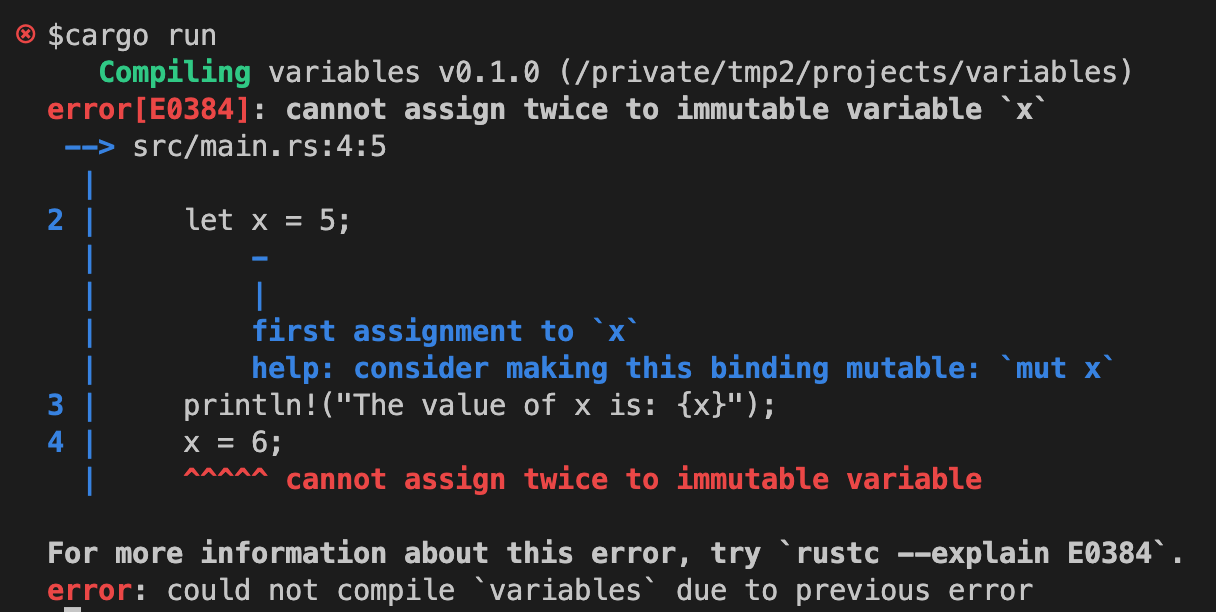 $cargo run
   Compiling variables v0.1.0 (/private/tmp2/projects/variables)
error[E0384]: cannot assign twice to immutable variable `x`
 --> src/main.rs:4:5
  |
2 |     let x = 5;
  |         -
  |         |
  |         first assignment to `x`
  |         help: consider making this binding mutable: `mut x`
3 |     println!("The value of x is: {x}");
4 |     x = 6;
  |     ^^^^^ cannot assign twice to immutable variable

For more information about this error, try `rustc --explain E0384`.
error: could not compile `variables` due to previous error